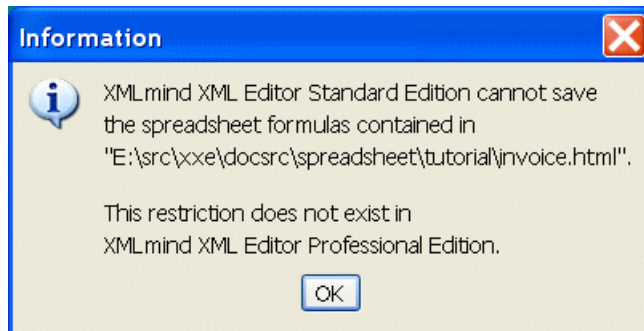 Information
XMLmind XML Editor Standard Edition cannot save
the spreadsheet formulas contained in
"E:\src\xxe\docsrc\spreadsheet\tutorial\invoice.html".
This restriction does not exist in
XMLmind XML Editor Professional Edition.
OK